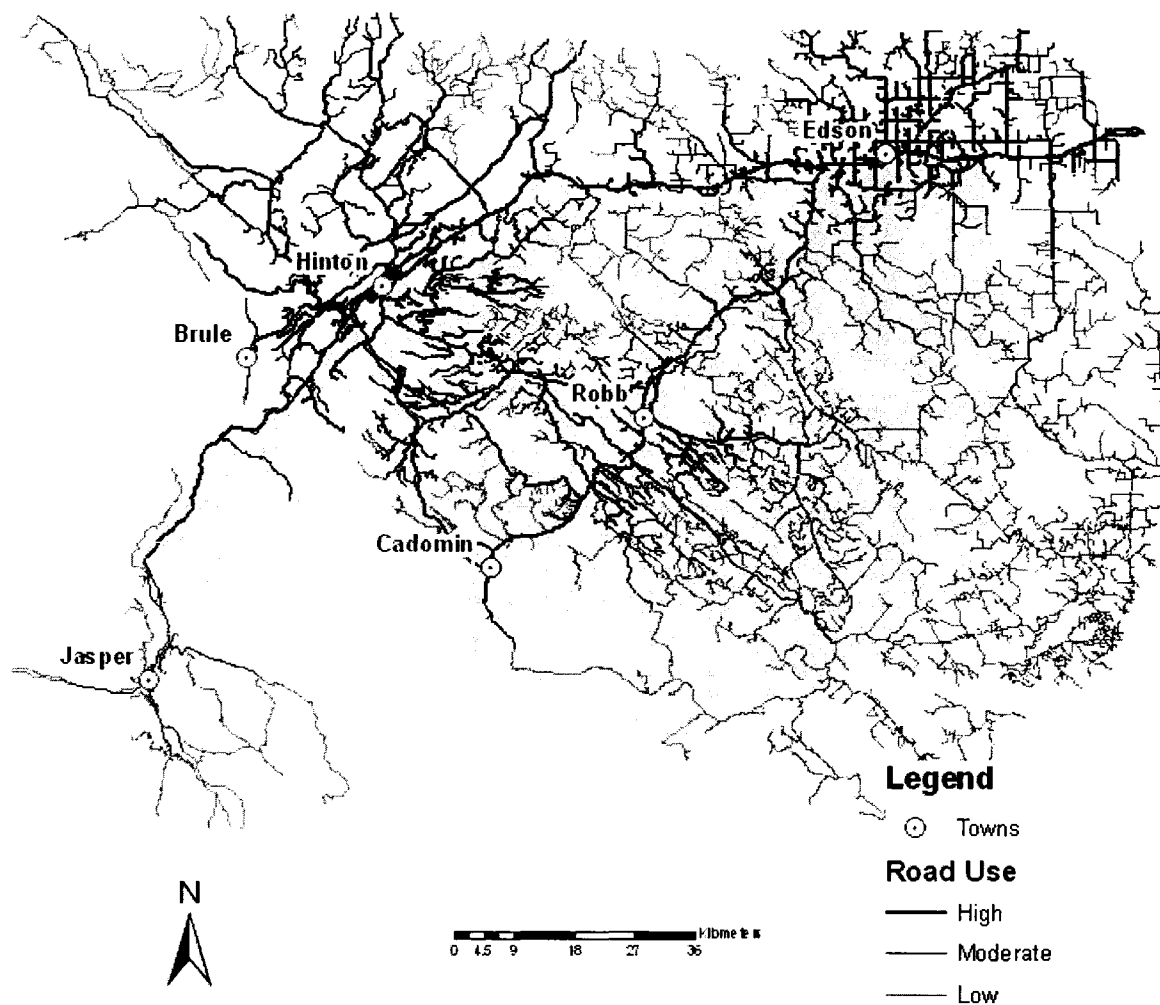 Edson
Hinton
Brule
Robb
Cadomin
Jasper
Legend
Towns
Road Use
High
Moderate
Low
N
Kilometers
0 4.5 9 18 27 36